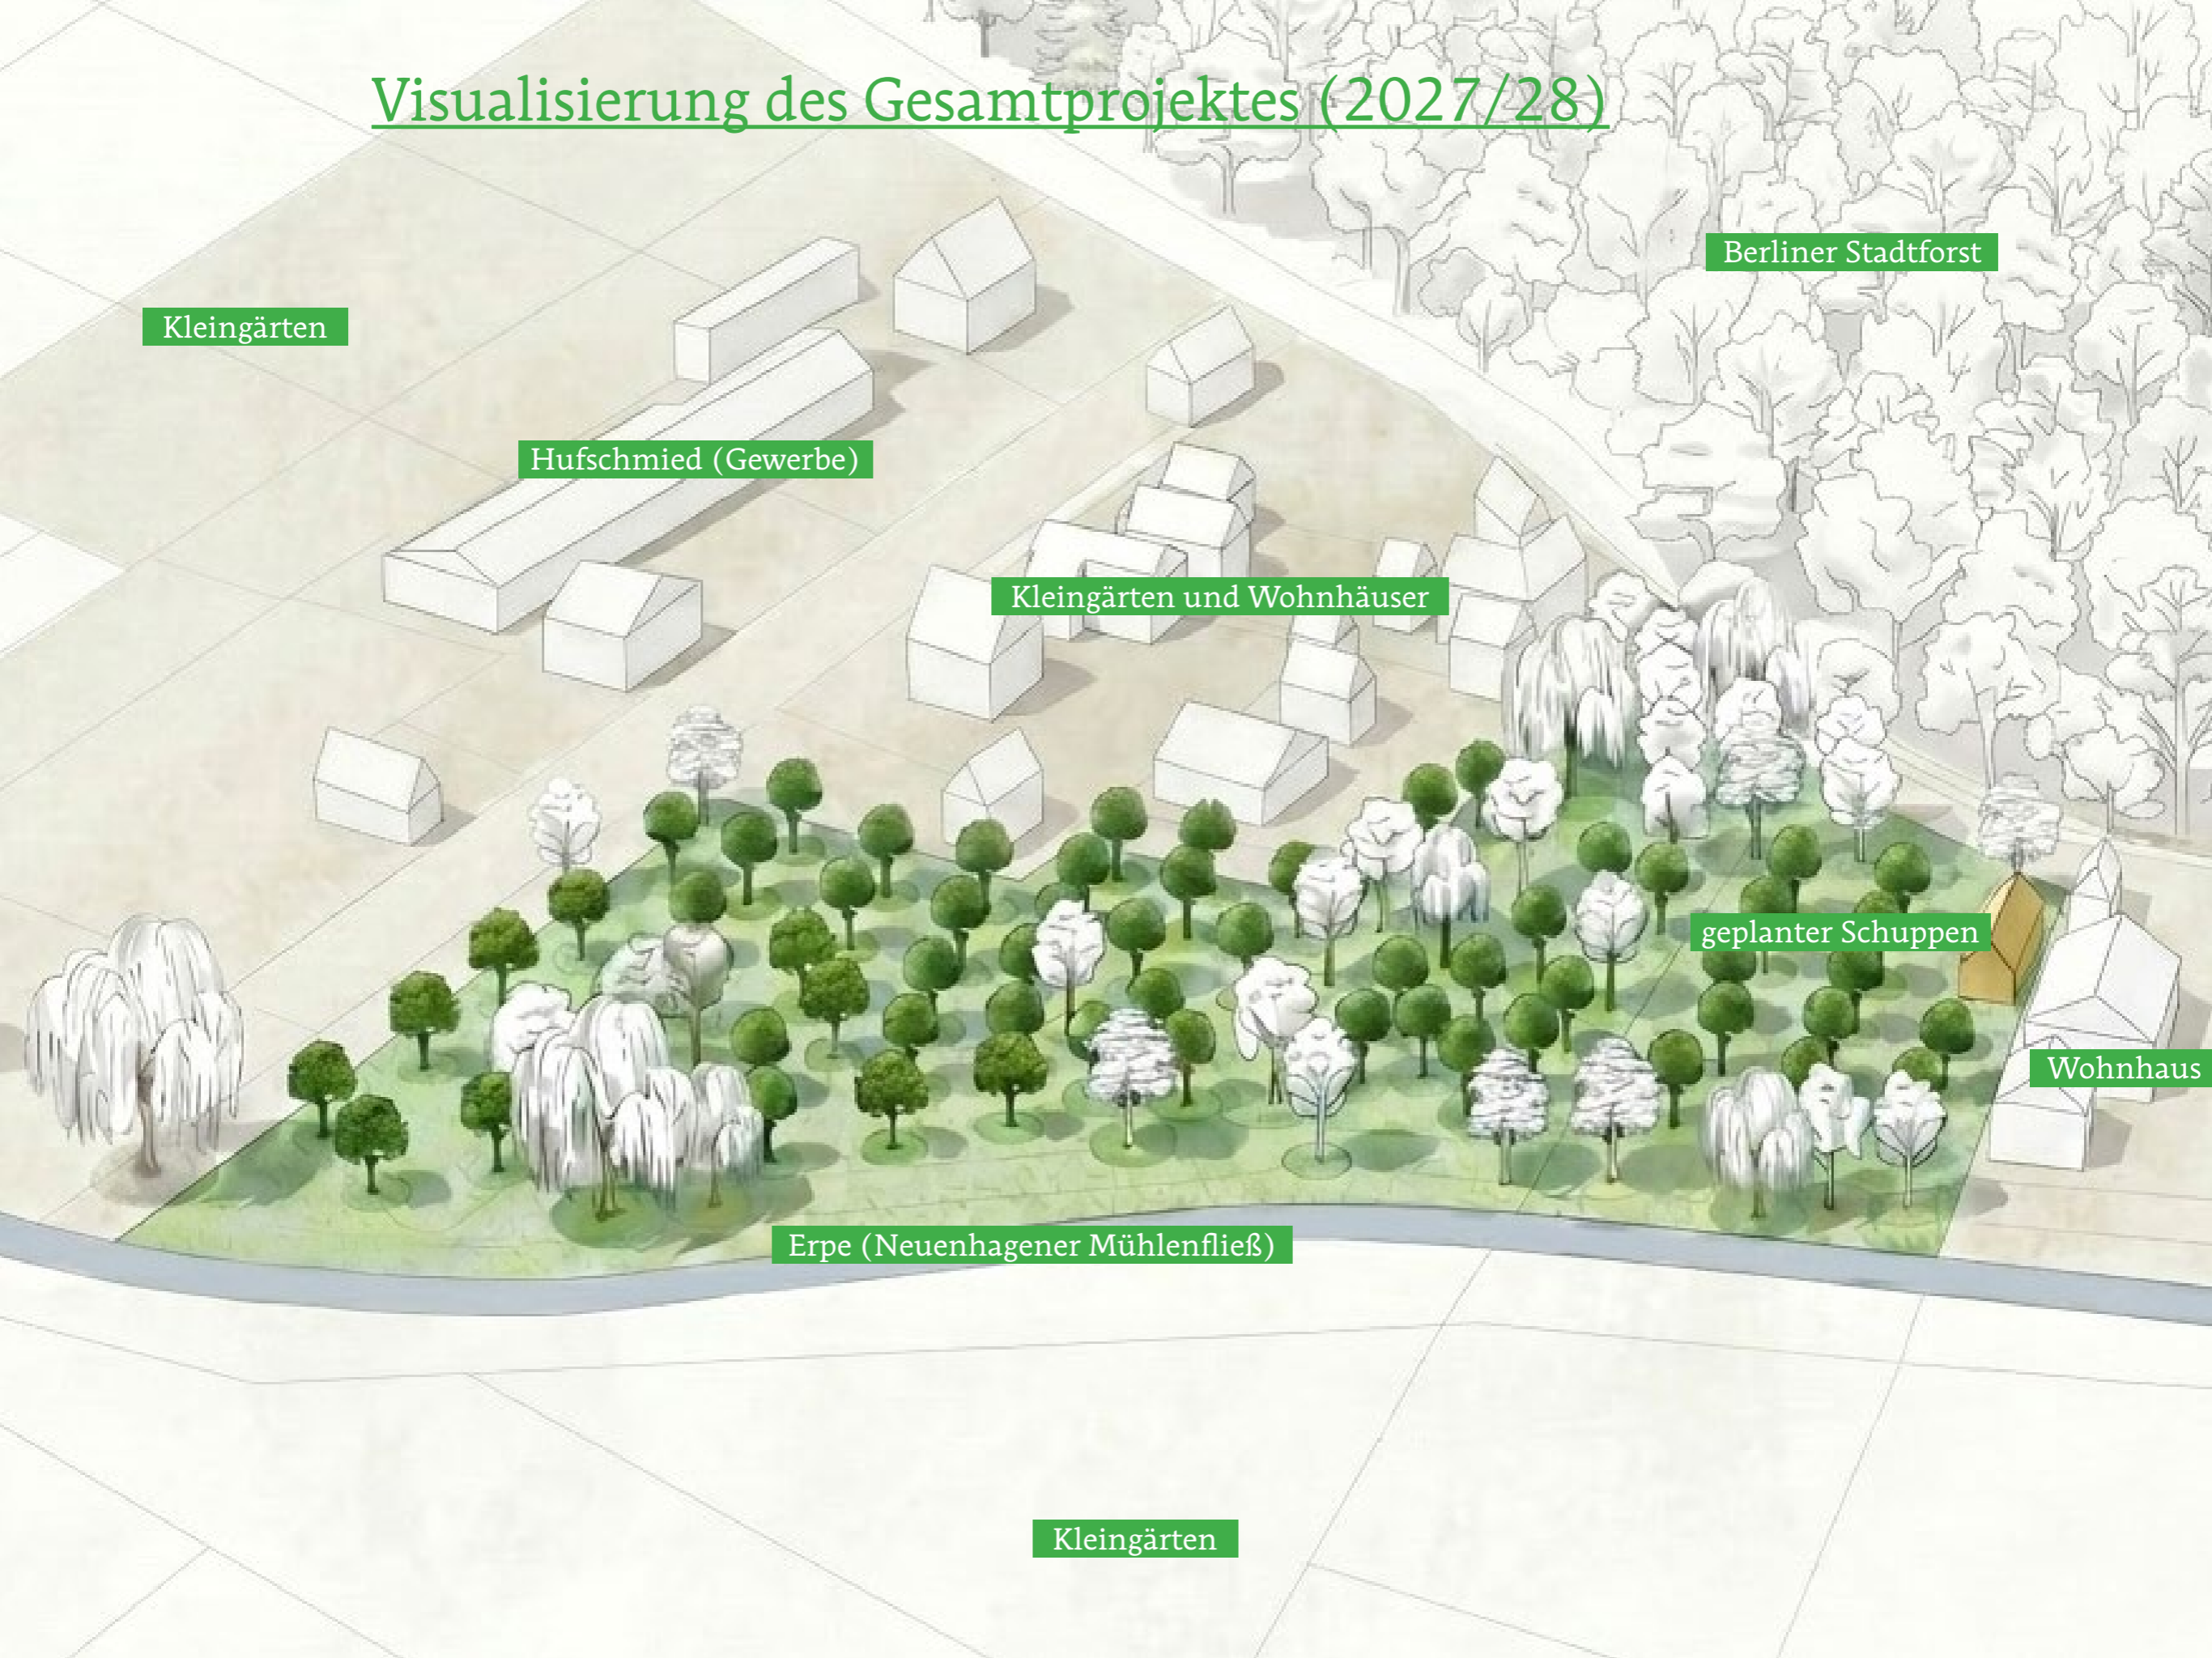 Visualisierung des Gesamtprojektes (2027/28)
Berliner Stadtforst
Kleingärten
Hufschmied (Gewerbe)
Kleingärten und Wohnhäuser
geplanter Schuppen
Wohnhaus
Erpe (Neuenhagener Mühlenfließ)
Kleingärten